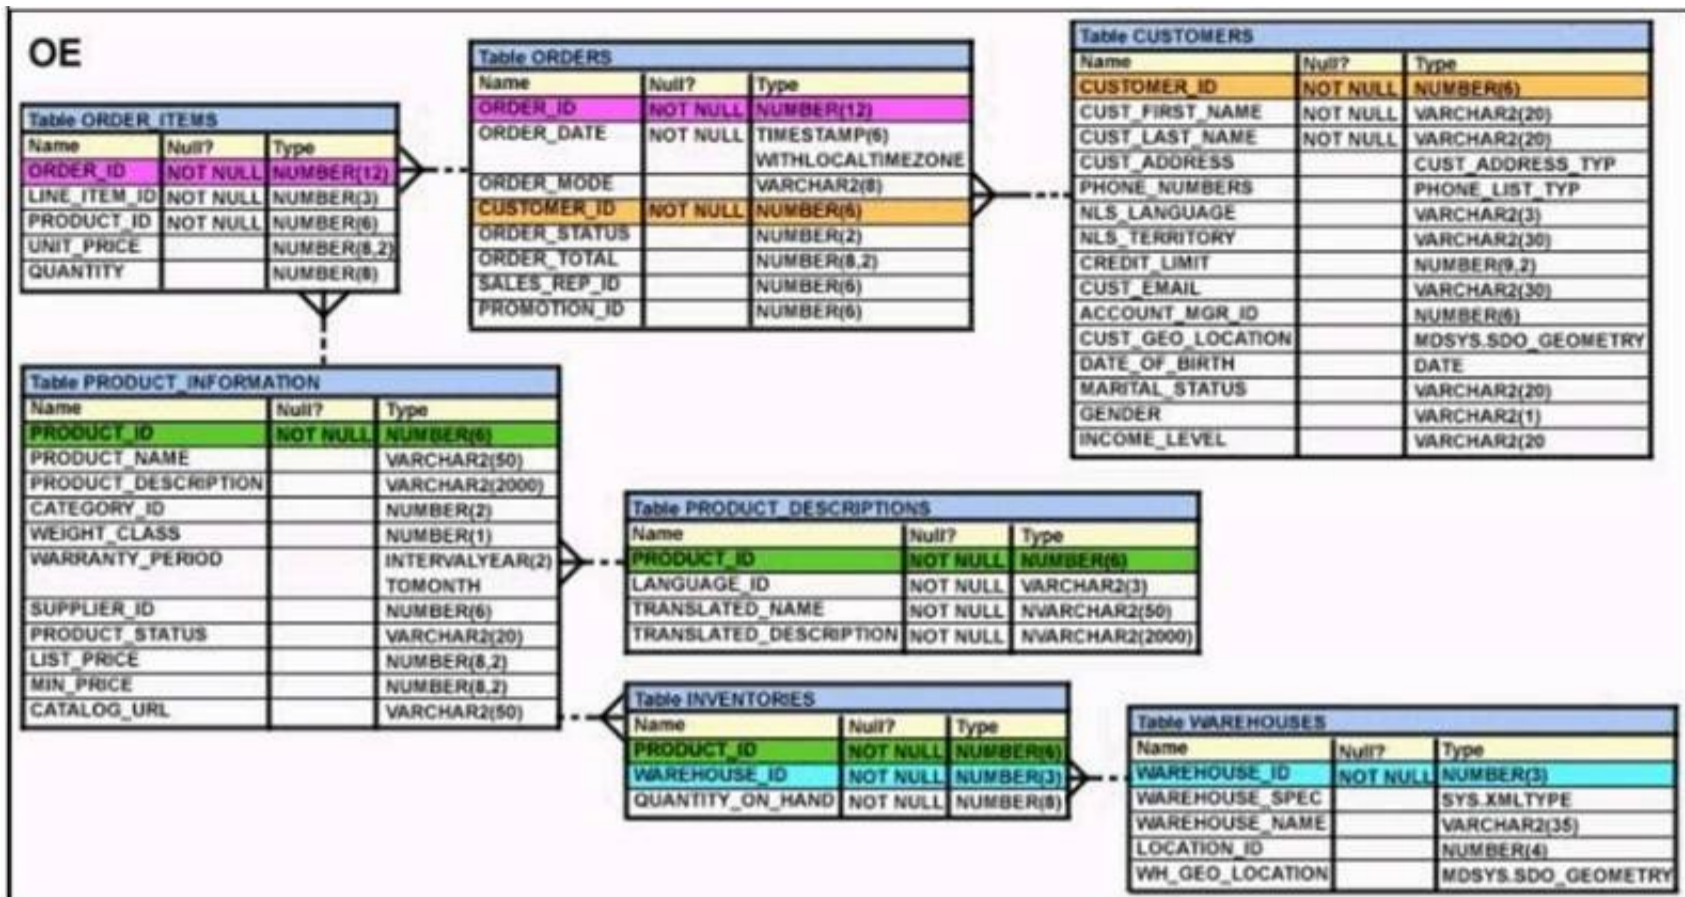 OE
Table ORDER_ITEMS
Name Null? Type
ORDER_ID NOT NULL NUMBER(12)
LINE_ITEM_ID NOT NULL NUMBER(3)
PRODUCT_ID NOT NULL NUMBER(6)
UNIT_PRICE NUMBER(8,2)
QUANTITY NUMBER(8)
Table ORDERS
Name Null? Type
ORDER_ID NOT NULL NUMBER(12)
ORDER_DATE NOT NULL TIMESTAMP(6)
WITHLOCALTIMEZONE
ORDER_MODE VARCHAR2(8)
CUSTOMER_ID NOT NULL NUMBER(6)
ORDER_STATUS NUMBER(2)
ORDER_TOTAL NUMBER(8,2)
SALES_REP_ID NUMBER(6)
PROMOTION_ID NUMBER(6)
Table CUSTOMERS
Name Null? Type
CUSTOMER_ID NOT NULL NUMBER(6)
CUST_FIRST_NAME NOT NULL VARCHAR2(20)
CUST_LAST_NAME NOT NULL VARCHAR2(20)
CUST_ADDRESS CUST_ADDRESS_TYP
PHONE_NUMBERS PHONE_LIST_TYP
NLS_LANGUAGE VARCHAR2(3)
NLS_TERRITORY VARCHAR2(30)
CREDIT_LIMIT NUMBER(9,2)
CUST_EMAIL VARCHAR2(30)
ACCOUNT_MGR_ID NUMBER(6)
CUST_GEO_LOCATION MDSYS.SDO_GEOMETRY
DATE_OF_BIRTH DATE
MARITAL_STATUS VARCHAR2(20)
GENDER VARCHAR2(1)
INCOME_LEVEL VARCHAR2(20
Table PRODUCT_INFORMATION
Name Null? Type
PRODUCT_ID NOT NULL NUMBER(6)
PRODUCT_NAME VARCHAR2(50)
PRODUCT_DESCRIPTION VARCHAR2(2000)
CATEGORY_ID NUMBER(2)
WEIGHT_CLASS NUMBER(1)
WARRANTY_PERIOD INTERVALYEAR(2)
TOMONTH
SUPPLIER_ID NUMBER(6)
PRODUCT_STATUS VARCHAR2(20)
LIST_PRICE NUMBER(8,2)
MIN_PRICE NUMBER(8,2)
CATALOG_URL VARCHAR2(50)
Table PRODUCT_DESCRIPTIONS
Name Null? Type
PRODUCT_ID NOT NULL NUMBER(6)
LANGUAGE_ID NOT NULL VARCHAR2(3)
TRANSLATED_NAME NOT NULL NVARCHAR2(50)
TRANSLATED_DESCRIPTION NOT NULL NVARCHAR2(2000)
Table INVENTORIES
Name Null? Type
PRODUCT_ID NOT NULL NUMBER(6)
WAREHOUSE_ID NOT NULL NUMBER(3)
QUANTITY_ON_HAND NOT NULL NUMBER(8)
Table WAREHOUSES
Name Null? Type
WAREHOUSE_ID NOT NULL NUMBER(3)
WAREHOUSE_SPEC SYS.XMLTYPE
WAREHOUSE_NAME VARCHAR2(35)
LOCATION_ID NUMBER(4)
WH_GEO_LOCATION MDSYS.SDO_GEOMETRY